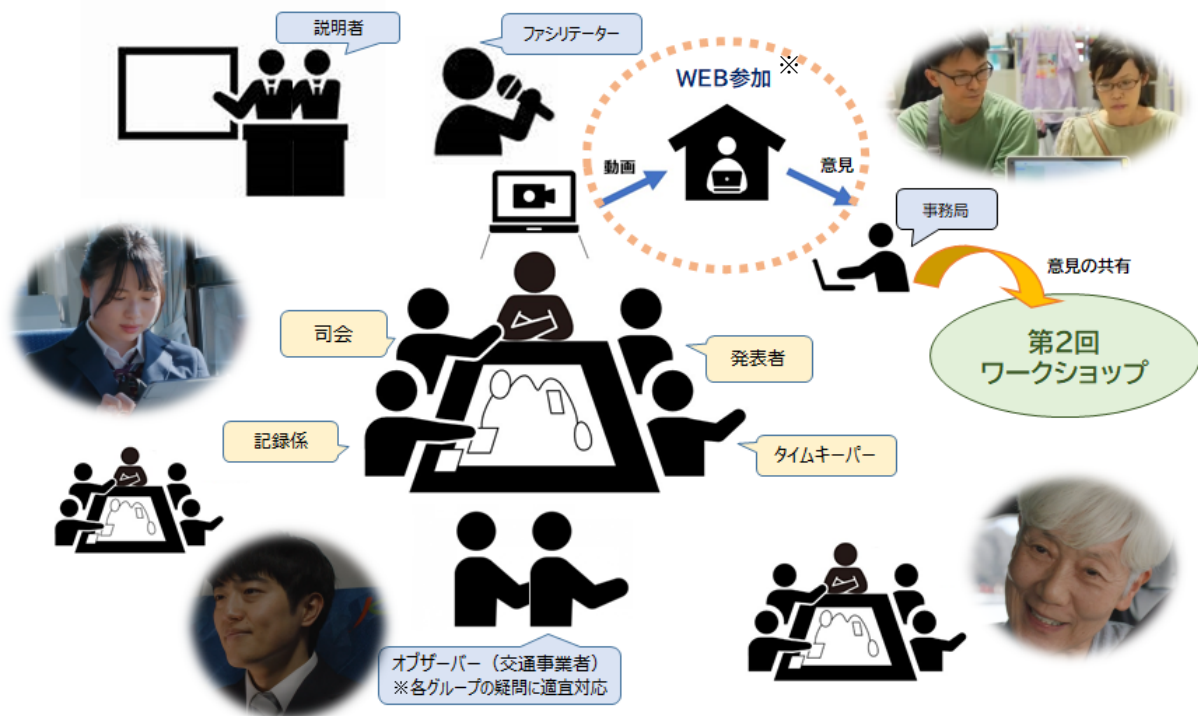 説明者
ファシリテーター
WEB参加※
動画
意見
事務局
意見の共有
第2回
ワークショップ
司会
発表者
記録係
タイムキーパー
オブザーバー（交通事業者）
※各グループの疑問に適宜対応